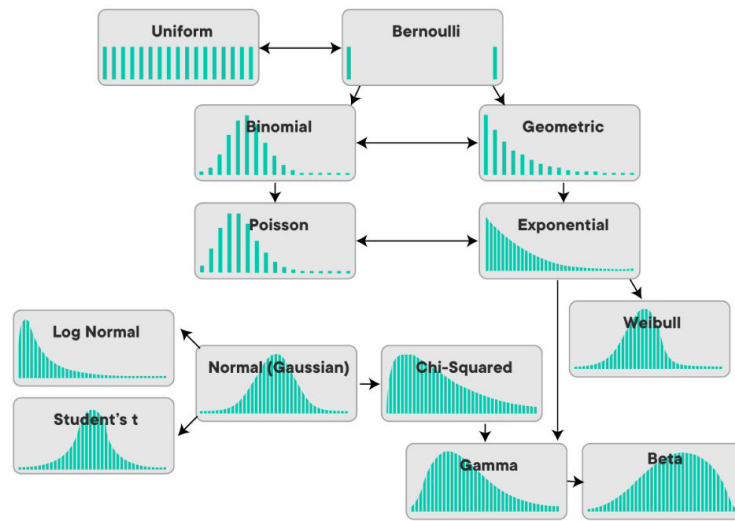 Uniform
Bernoulli
Binomial
Geometric
Poisson
Exponential
Log Normal
Weibull
Normal (Gaussian)
Chi-Squared
Student's t
Gamma
Beta